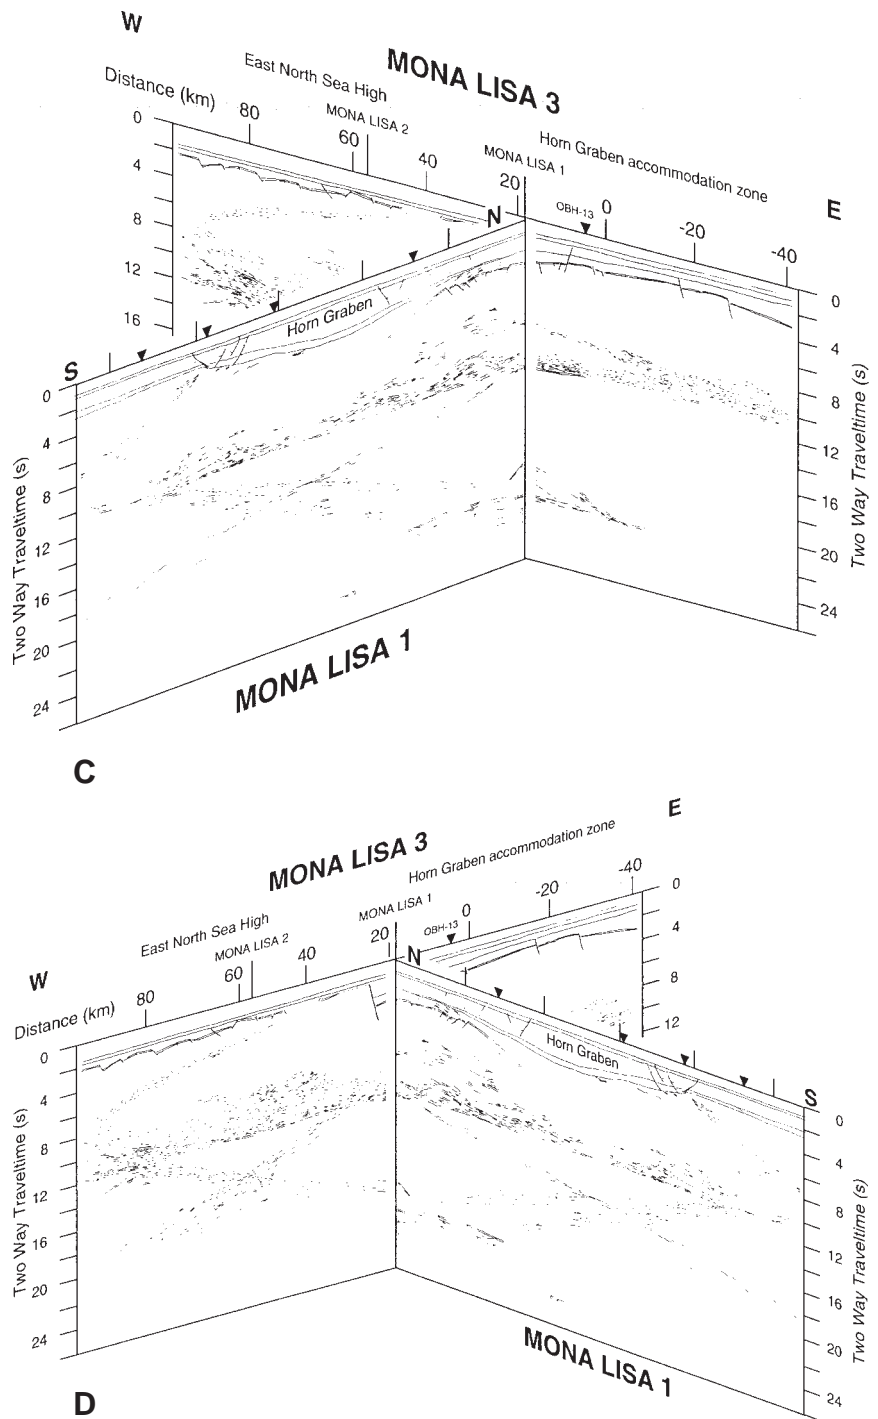 W
MONA LISA 3
East North Sea High
Distance (km)
80
MONA LISA 2
60
40
Horn Graben accommodation zone
MONA LISA 1
20
OBH-13
0
-20
-40
E
N
Horn Graben
S
0
4
8
12
16
0
4
8
12
16
20
24
Two Way Traveltime (s)
0
4
8
12
16
20
24
Two Way Traveltime (s)
MONA LISA 1
C
E
MONA LISA 3
Horn Graben accommodation zone
MONA LISA 1
East North Sea High
MONA LISA 2
W
Distance (km)
80
60
40
20
OBH-13
0
-20
-40
N
Horn Graben
S
0
4
8
12
0
4
8
12
16
20
24
Two Way Traveltime (s)
0
4
8
12
16
20
24
Two Way Traveltime (s)
MONA LISA 1
D